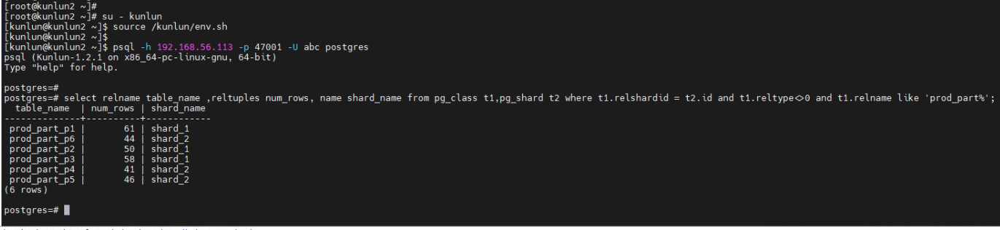 [root@kunlun2 ~]#
[root@kunlun2 ~]# su - kunlun
[kunlun@kunlun2 ~]$ source /kunlun/env.sh
[kunlun@kunlun2 ~]$
[kunlun@kunlun2 ~]$ psql -h 192.168.56.113 -p 47001 -U abc postgres
psql (Kunlun-1.2.1 on x86_64-pc-linux-gnu, 64-bit)
Type "help" for help.
postgres=#
postgres=# select relname table_name ,reltuples num_rows, name shard_name from pg_class t1,pg_shard t2 where t1.relshardid = t2.id and t1.reltype<>0 and t1.relname like 'prod_part%';
table_name | num_rows | shard_name
--------------+----------+------------
prod_part_p1 | 61 | shard_1
prod_part_p6 | 44 | shard_2
prod_part_p2 | 50 | shard_1
prod_part_p3 | 58 | shard_1
prod_part_p4 | 41 | shard_2
prod_part_p5 | 46 | shard_2
(6 rows)
postgres=#